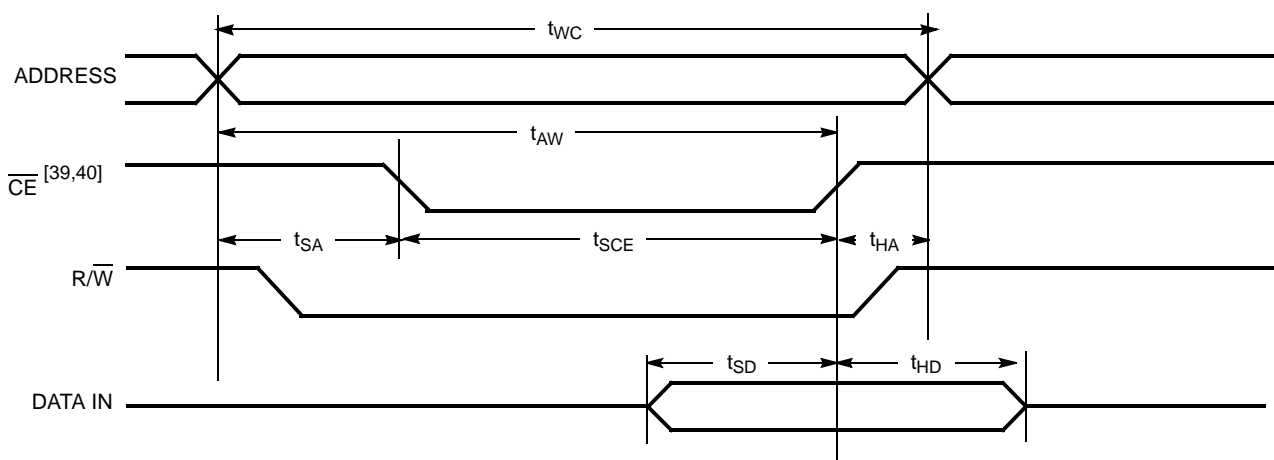 tWC
ADDRESS
tAW
CE [39,40]
tSA tSCE tHA
R/W
tSD tHD
DATA IN